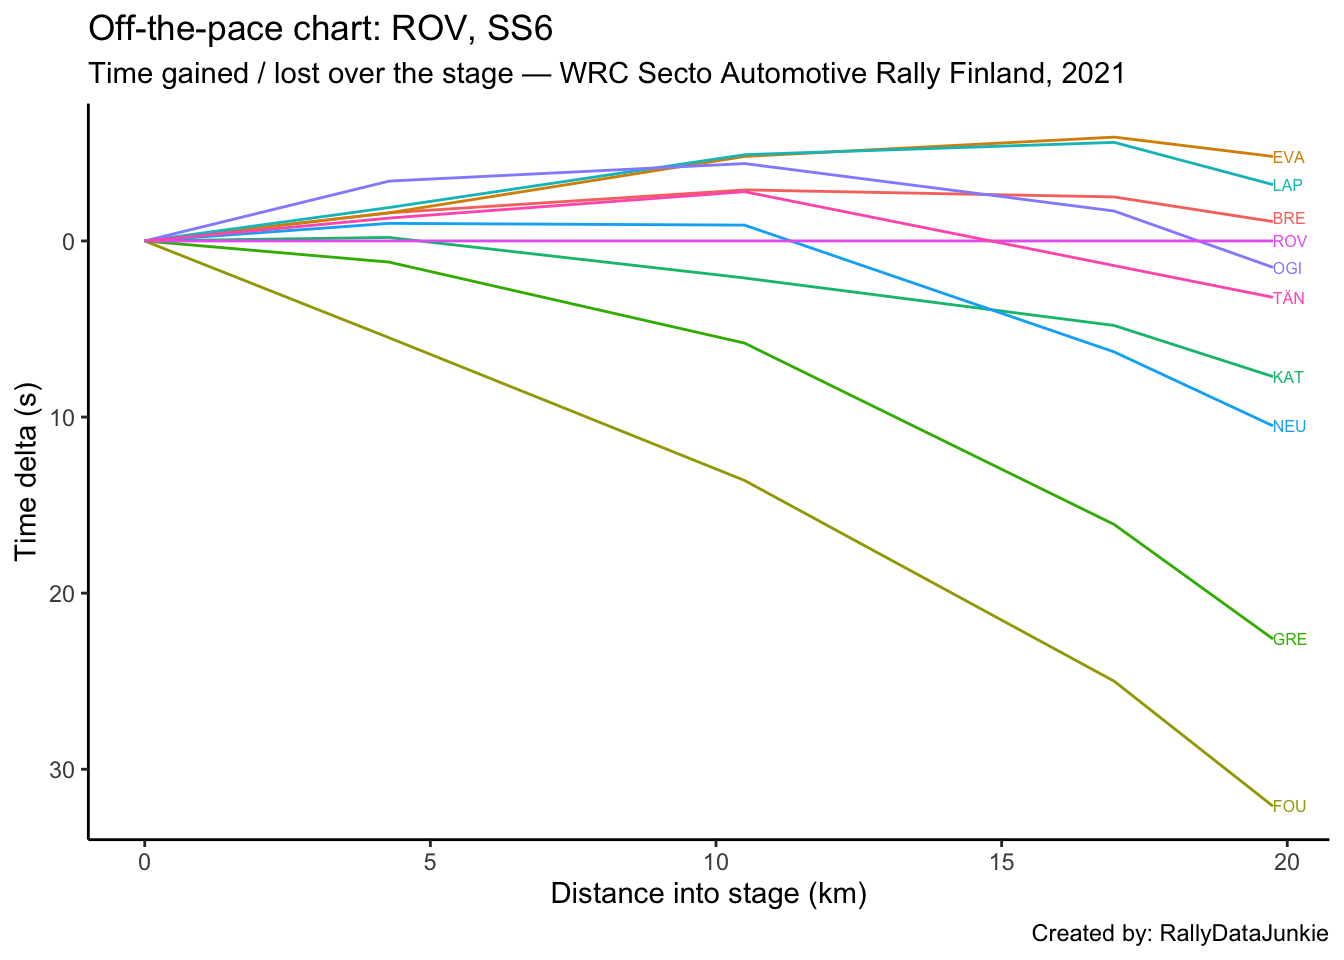 Off-the-pace chart: ROV, SS6
Time gained / lost over the stage — WRC Secto Automotive Rally Finland, 2021
EVA
LAP
BRE
0
ROV
OGI
TÄN
KAT
Time delta (s)
10
NEU
20
GRE
30
FOU
0 5 10 15 20
Distance into stage (km)
Created by: RallyDataJunkie